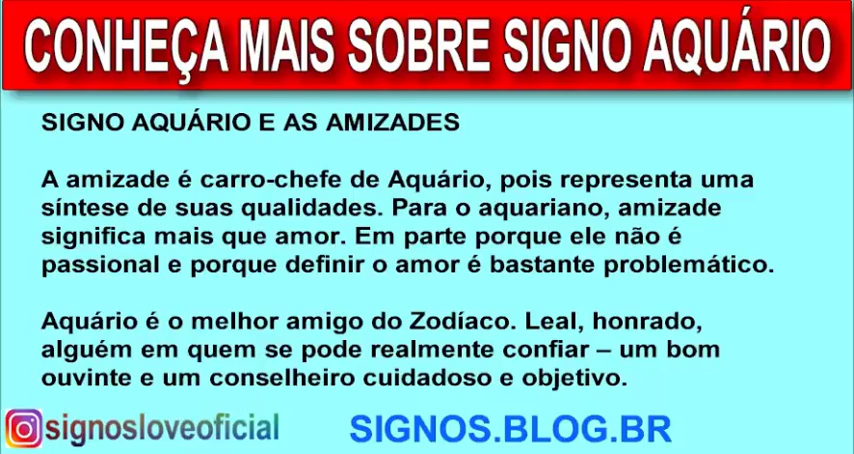 CONHEÇA MAIS SOBRE SIGNO AQUÁRIO
SIGNO AQUÁRIO E AS AMIZADES
A amizade é carro-chefe de Aquário, pois representa uma
síntese de suas qualidades. Para o aquariano, amizade
significa mais que amor. Em parte porque ele não é
passional e porque definir o amor é bastante problemático.
Aquário é o melhor amigo do Zodíaco. Leal, honrado,
alguém em quem se pode realmente confiar – um bom
ouvinte e um conselheiro cuidadoso e objetivo.
signosloveoficial SIGNOS.BLOG.BR